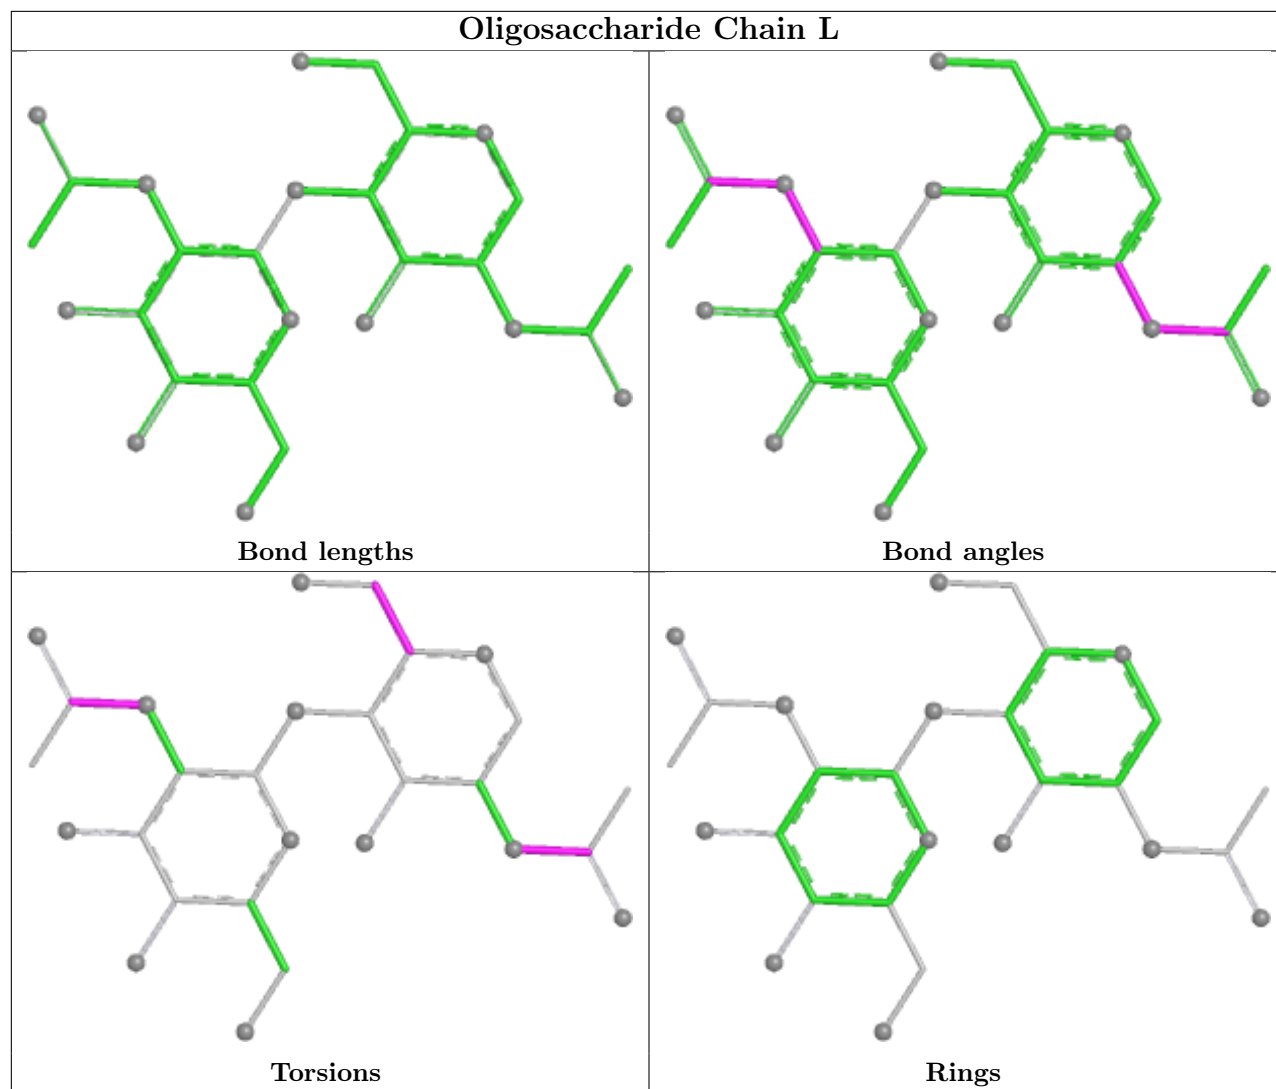 Oligosaccharide Chain L
Bond lengths
Bond angles
Torsions
Rings